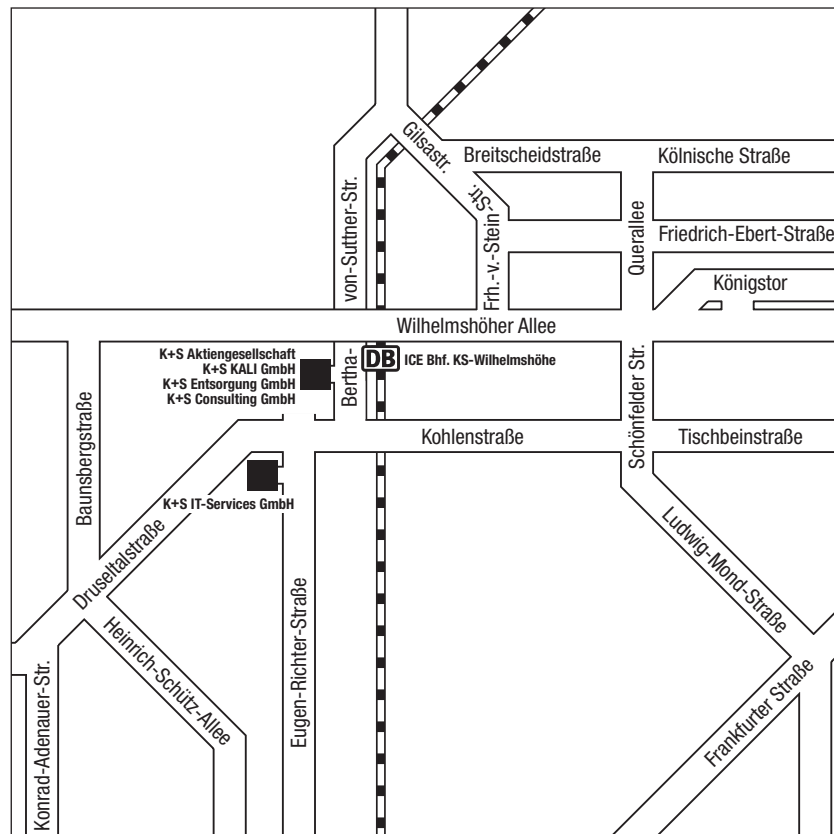 Gilsastr.
Breitscheidstraße
Kölnische Straße
von-Suttner-Str.
Frh.-v.-Stein-Str.
Querallee
Friedrich-Ebert-Straße
Königstor
Wilhelmshöher Allee
K+S Aktiengesellschaft
K+S KALI GmbH
K+S Entsorgung GmbH
K+S Consulting GmbH
Bertha-
DB ICE Bhf. KS-Wilhelmshöhe
Schönfelder Str.
Kohlenstraße
Tischbeinstraße
Baunsbergstraße
K+S IT-Services GmbH
Druseltalstraße
Ludwig-Mond-Straße
Heinrich-Schütz-Allee
Eugen-Richter-Straße
Konrad-Adenauer-Str.
Frankfurter Straße